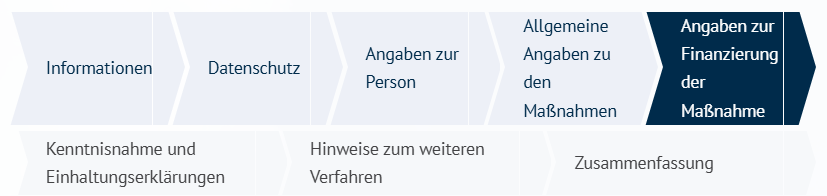 Informationen
Datenschutz
Angaben zur
Person
Allgemeine
Angaben zu
den
Maßnahmen
Angaben zur
Finanzierung
der
Maßnahme
Kenntnisnahme und
Einhaltungserklärungen
Hinweise zum weiteren
Verfahren
Zusammenfassung